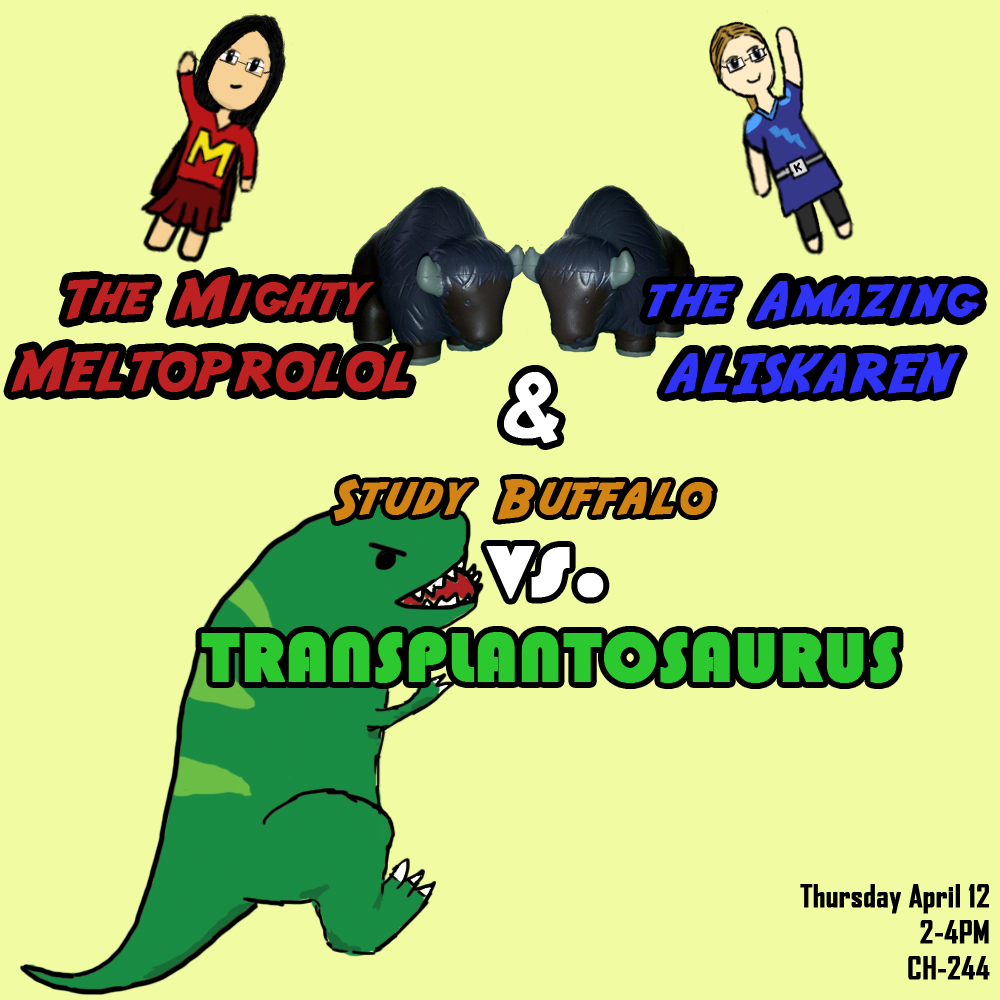 M
K
The Mighty
Meltoprolol
the Amazing
Aliskaren
&
Study Buffalo
vs.
TRANSPLANTOSAURUS
Thursday April 12
2-4PM
CH-244